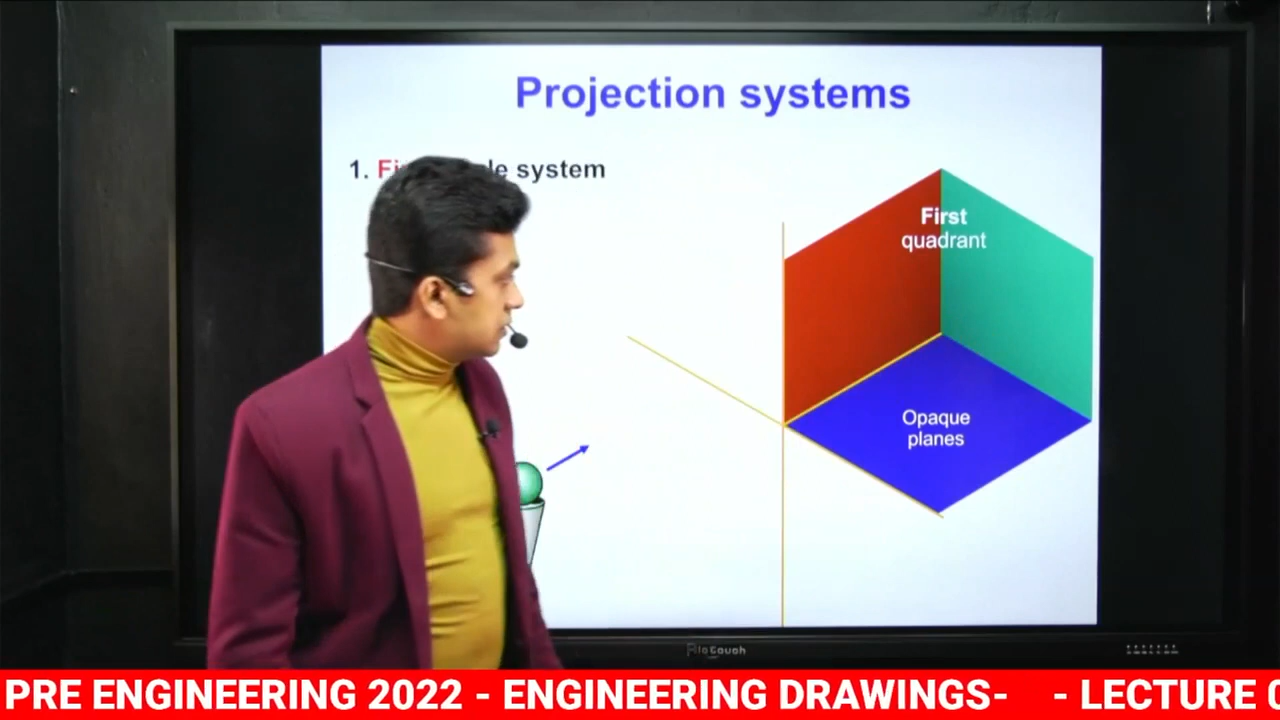 Projection systems
1. Fi le system
First
quadrant
Opaque
planes
PRE ENGINEERING 2022 - ENGINEERING DRAWINGS- - LECTURE